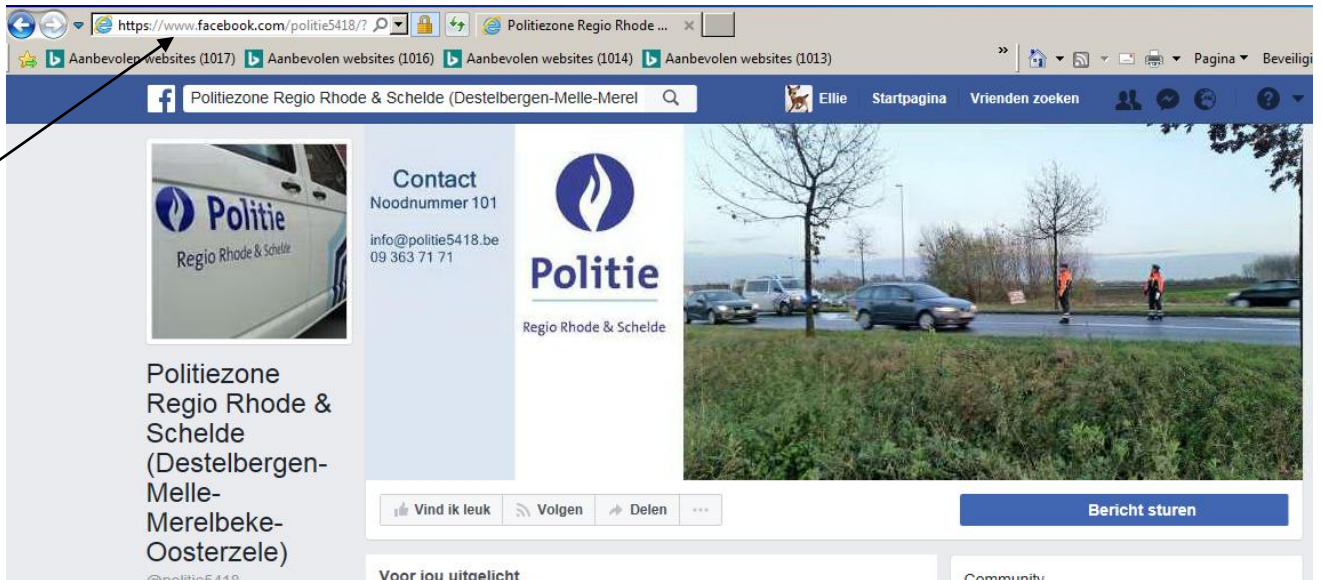 https://www.facebook.com/politie5418/?
Politiezone Regio Rhode ...
Aanbevolen websites (1017) Aanbevolen websites (1016) Aanbevolen websites (1014) Aanbevolen websites (1013)
» Pagina Beveiligi
Politiezone Regio Rhode & Schelde (Destelbergen-Melle-Merel
Ellie Startpagina Vrienden zoeken
Politie
Regio Rhode & Schelde
Contact
Noodnummer 101
info@politie5418.be
09 363 71 71
Politie
Regio Rhode & Schelde
Politiezone
Regio Rhode &
Schelde
(Destelbergen-
Melle-
Merelbeke-
Oosterzele)
@politie5418
Vind ik leuk Volgen Delen ...
Bericht sturen
Voor jou uitgelicht
Community